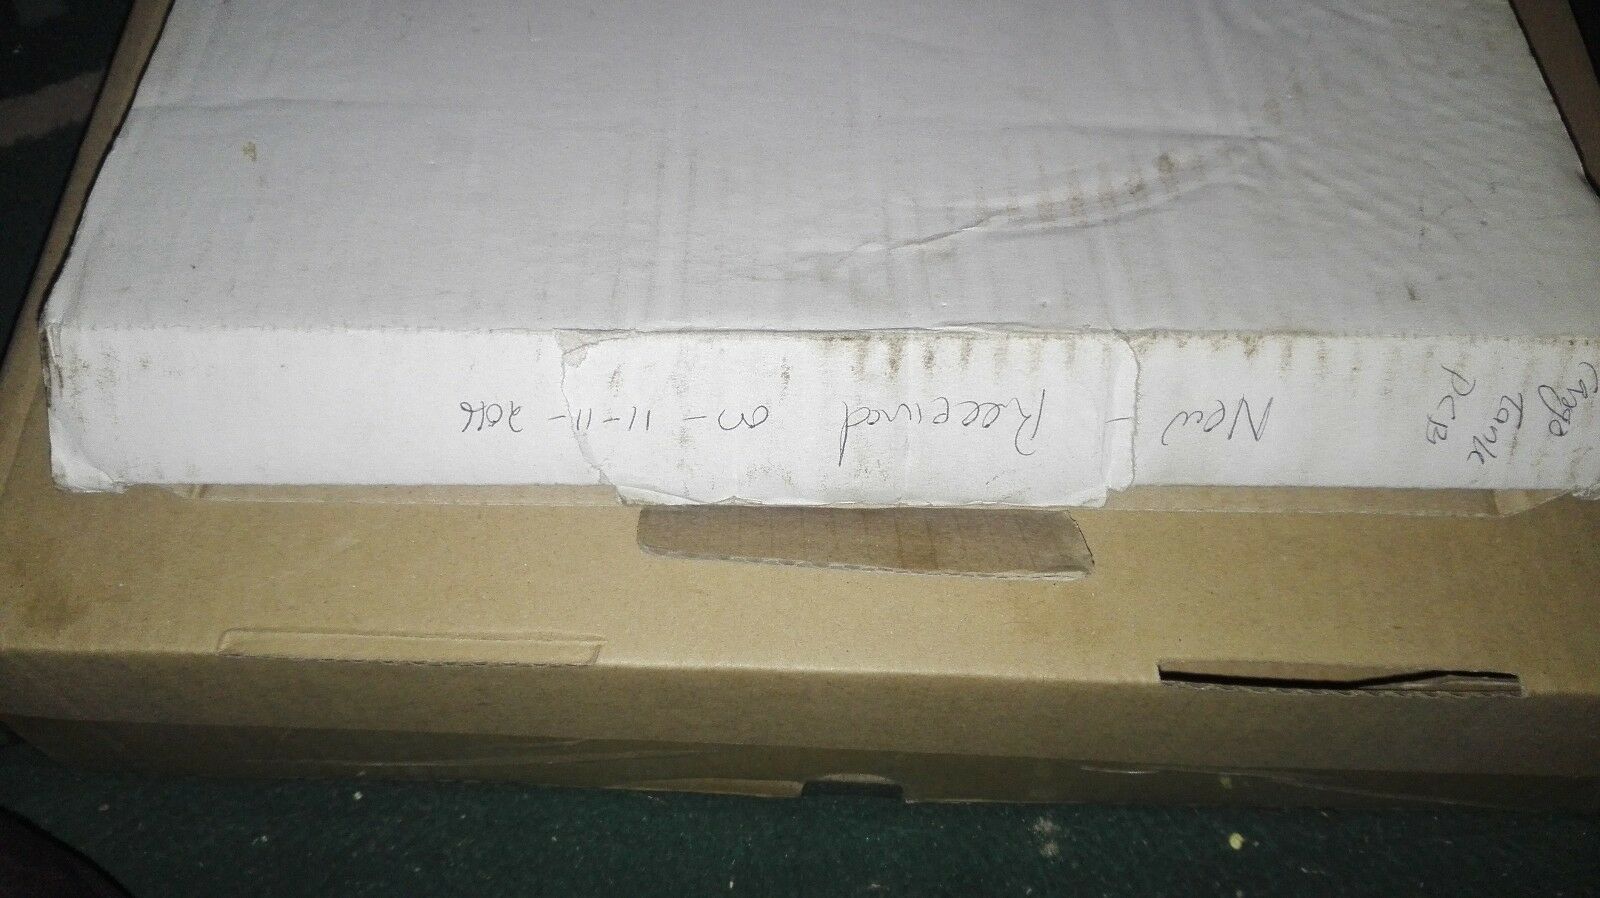 Cargo
Tank
PCB
New - Received on - 11-11-2016